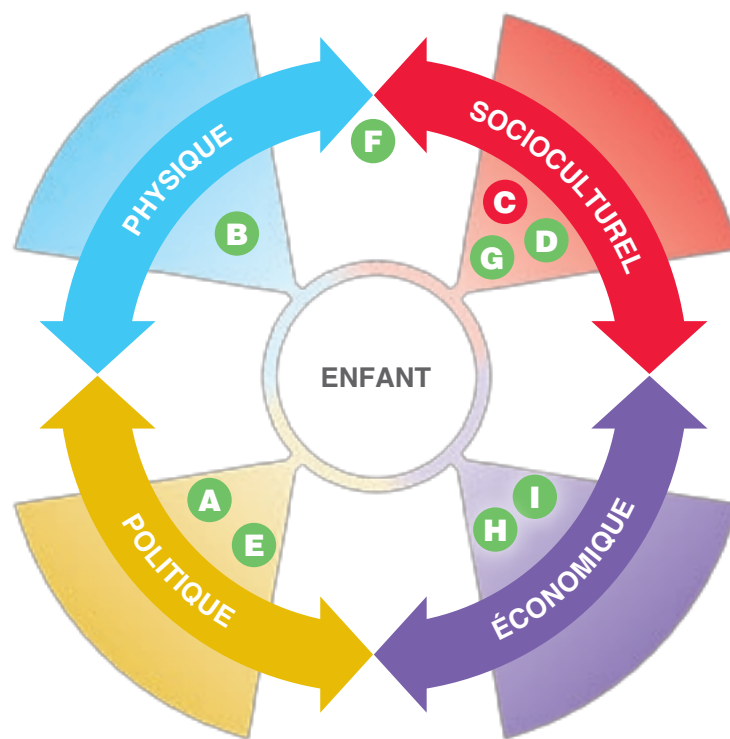 PHYSIQUE
SOCIOCULTUREL
F
C
B
D
G
ENFANT
A
I
H
E
POLITIQUE
ÉCONOMIQUE